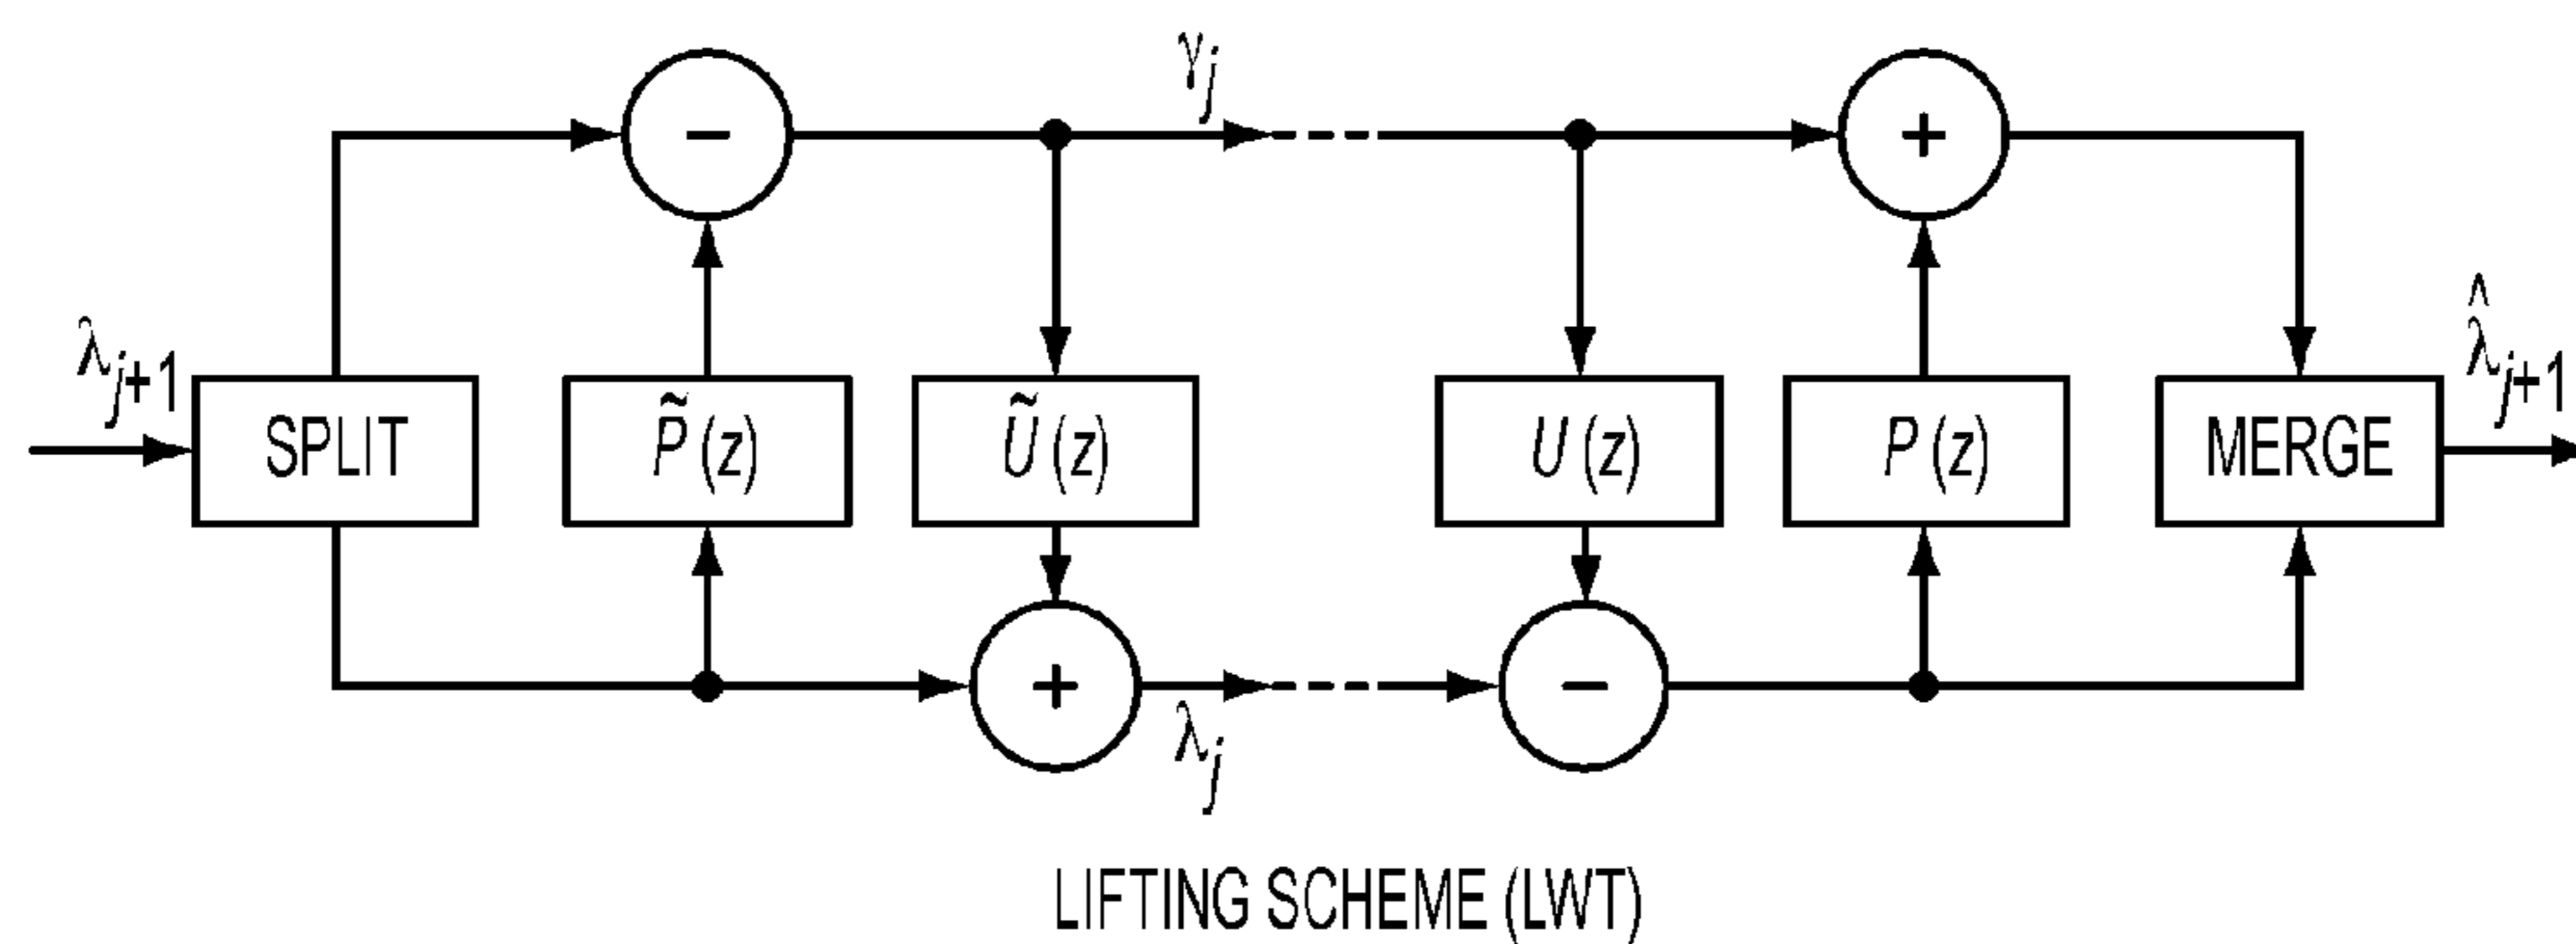 γj
− +
λj+1 λ̂j+1
SPLIT P̃(z) Ũ(z) U(z) P(z) MERGE
+ −
λj
LIFTING SCHEME (LWT)